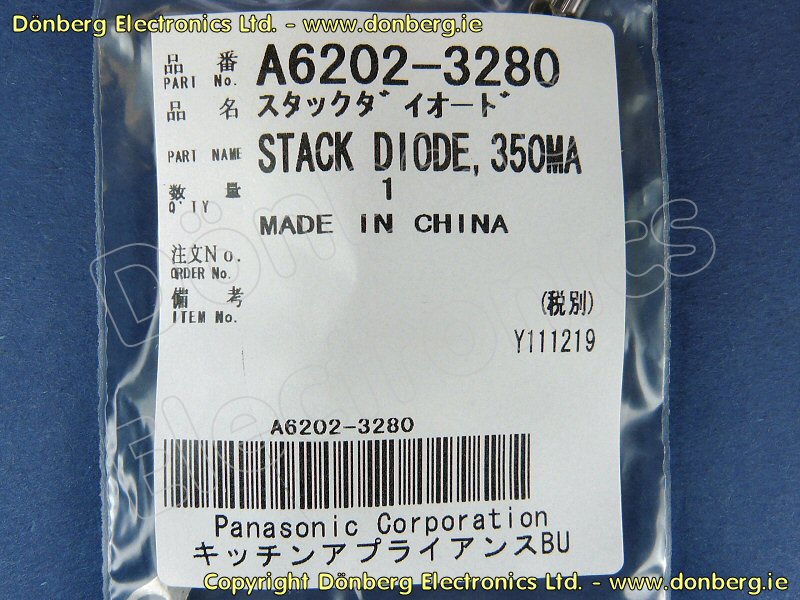 Dönberg Electronics Ltd. - www.donberg.ie
品 番 A6202-3280
PART No.
品 名 スタックダイオード
PART NAME STACK DIODE, 350MA
数 量 1
Q'TY
MADE IN CHINA
注文No.
ORDER No.
備 考 (税別)
ITEM No.
Y111219
Dönberg Electronics
A6202-3280
Panasonic Corporation
キッチンアプライアンスBU
Copyright Dönberg Electronics Ltd. - www.donberg.ie